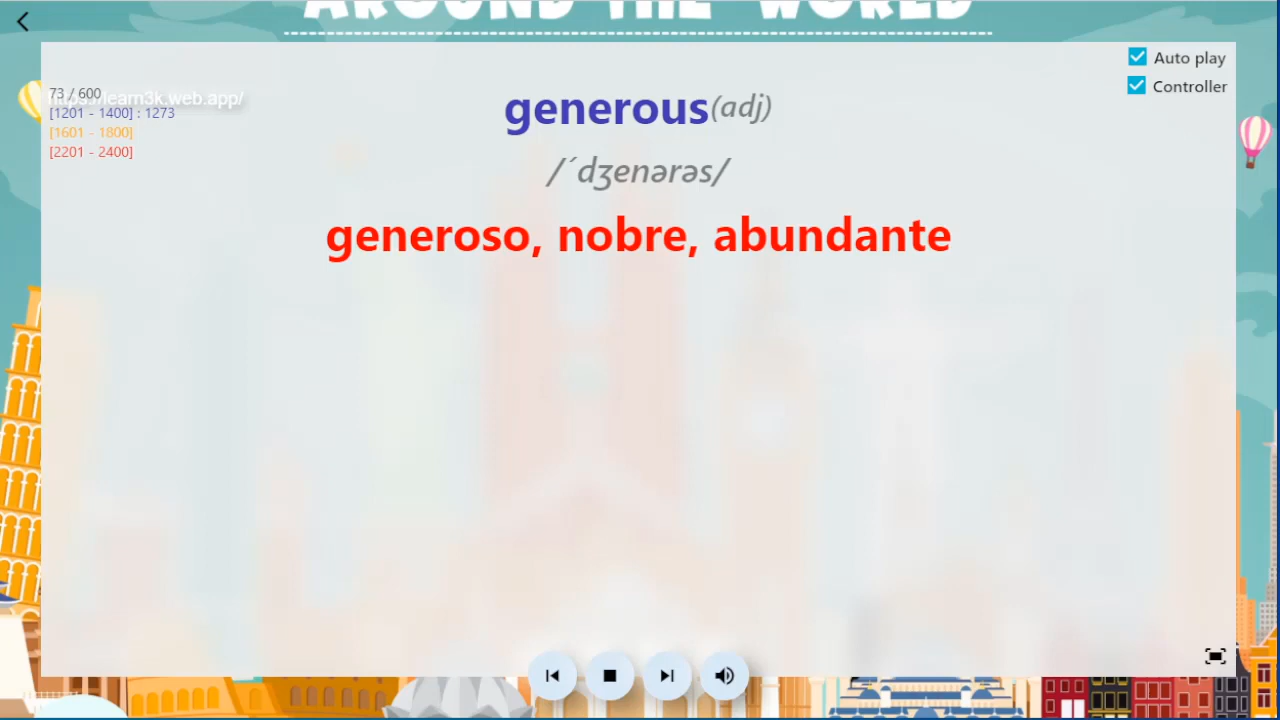 AROUND THE WORLD
Auto play
Controller
73 / 600
https://learn3k.web.app/
[1201 - 1400] : 1273
[1601 - 1800]
[2201 - 2400]
generous(adj)
/´dʒenərəs/
generoso, nobre, abundante